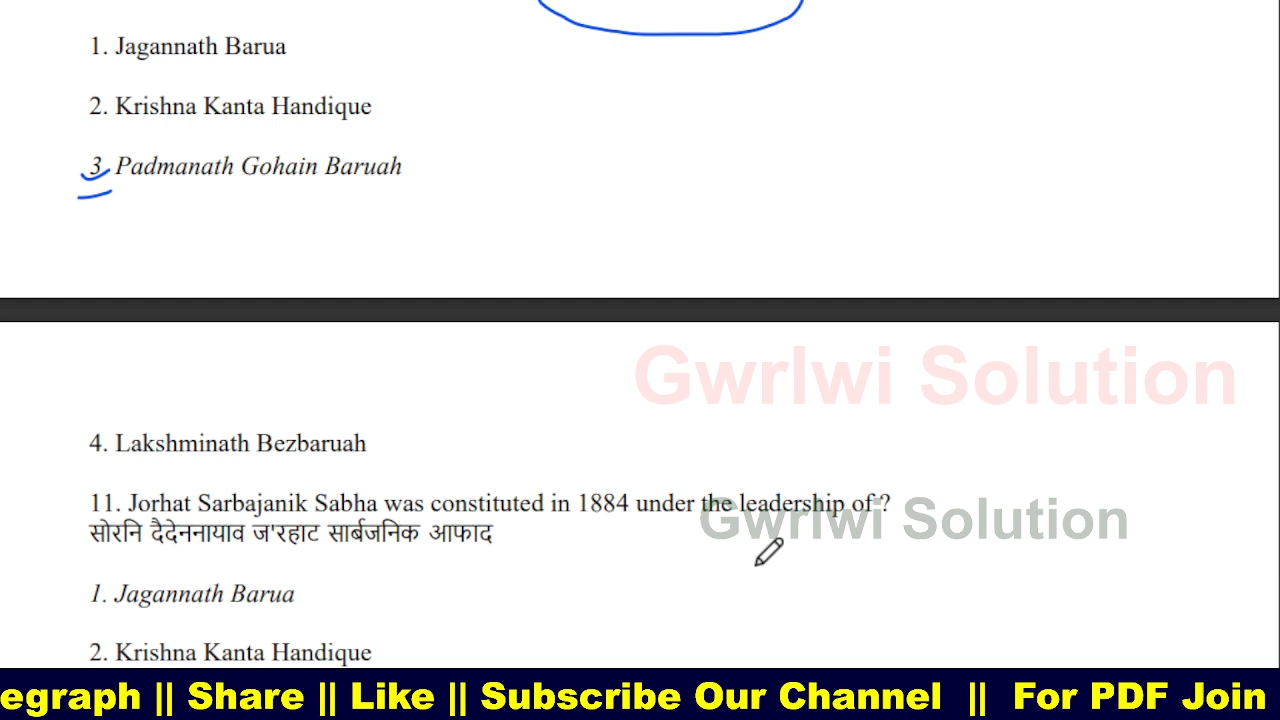 1. Jagannath Barua
2. Krishna Kanta Handique
3. Padmanath Gohain Baruah
Gwrlwi Solution
4. Lakshminath Bezbaruah
11. Jorhat Sarbajanik Sabha was constituted in 1884 under the leadership of ?
Gwrlwi Solution
सोरनि दैदेननायाव ज'रहाट सार्बजनिक आफाद
1. Jagannath Barua
2. Krishna Kanta Handique
egraph || Share || Like || Subscribe Our Channel || For PDF Join